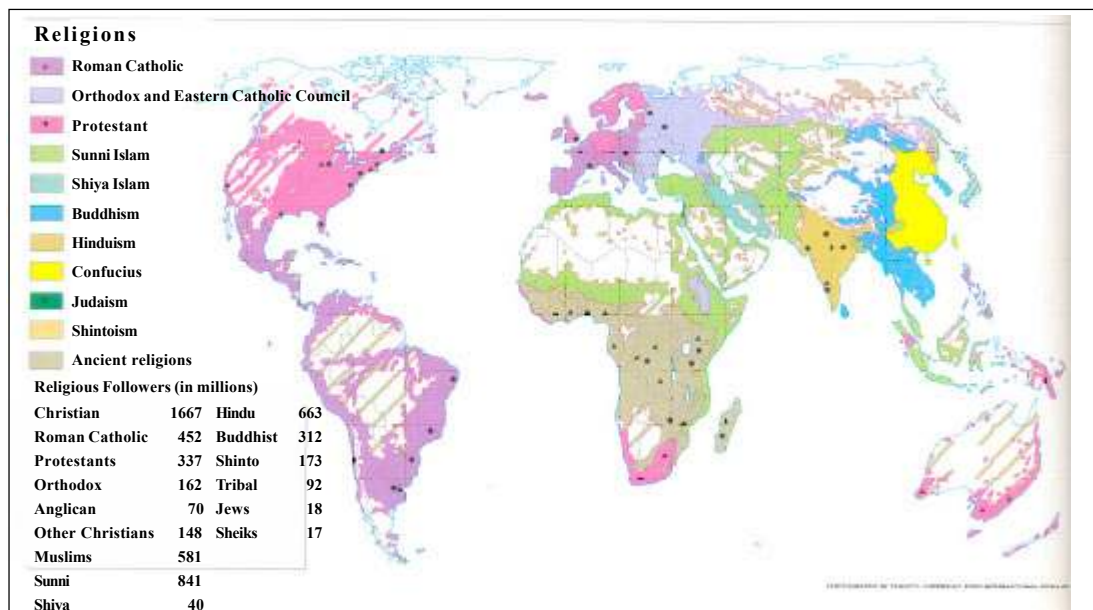 Religions
Roman Catholic
Orthodox and Eastern Catholic Council
Protestant
Sunni Islam
Shiya Islam
Buddhism
Hinduism
Confucius
Judaism
Shintoism
Ancient religions
Religious Followers (in millions)
Christian 1667 Hindu 663
Roman Catholic 452 Buddhist 312
Protestants 337 Shinto 173
Orthodox 162 Tribal 92
Anglican 70 Jews 18
Other Christians 148 Sheiks 17
Muslims 581
Sunni 841
Shiya 40